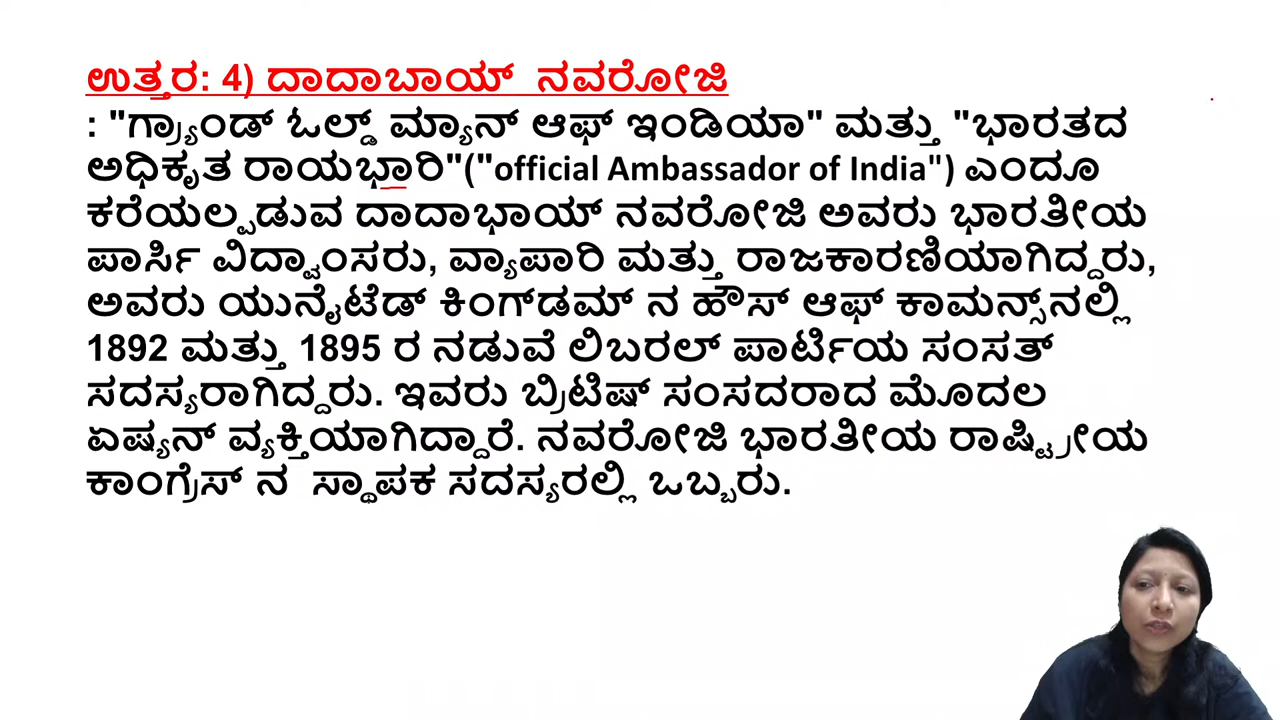 ಉತ್ತರ: 4) ದಾದಾಬಾಯ್ ನವರೋಜಿ
: "ಗ್ರ್ಯಾಂಡ್ ಓಲ್ಡ್ ಮ್ಯಾನ್ ಆಫ್ ಇಂಡಿಯಾ" ಮತ್ತು "ಭಾರತದ
ಅಧಿಕೃತ ರಾಯಭಾರಿ"("official Ambassador of India") ಎಂದೂ
ಕರೆಯಲ್ಪಡುವ ದಾದಾಭಾಯ್ ನವರೋಜಿ ಅವರು ಭಾರತೀಯ
ಪಾರ್ಸಿ ವಿದ್ವಾಂಸರು, ವ್ಯಾಪಾರಿ ಮತ್ತು ರಾಜಕಾರಣಿಯಾಗಿದ್ದರು,
ಅವರು ಯುನೈಟೆಡ್ ಕಿಂಗ್‌ಡಮ್ ನ ಹೌಸ್ ಆಫ್ ಕಾಮನ್ಸ್‌ನಲ್ಲಿ
1892 ಮತ್ತು 1895 ರ ನಡುವೆ ಲಿಬರಲ್ ಪಾರ್ಟಿಯ ಸಂಸತ್
ಸದಸ್ಯರಾಗಿದ್ದರು. ಇವರು ಬ್ರಿಟಿಷ್ ಸಂಸದರಾದ ಮೊದಲ
ಏಷ್ಯನ್ ವ್ಯಕ್ತಿಯಾಗಿದ್ದಾರೆ. ನವರೋಜಿ ಭಾರತೀಯ ರಾಷ್ಟ್ರೀಯ
ಕಾಂಗ್ರೆಸ್ ನ ಸ್ಥಾಪಕ ಸದಸ್ಯರಲ್ಲಿ ಒಬ್ಬರು.